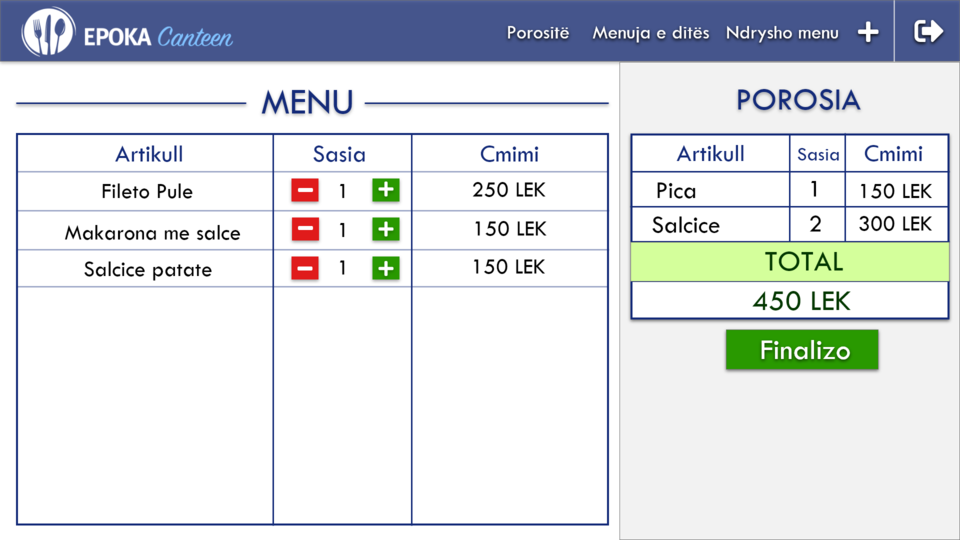 EPOKA Canteen
Porositë Menuja e ditës Ndrysho menu
MENU
Artikull Sasia Cmimi
Fileto Pule 1 250 LEK
Makarona me salce 1 150 LEK
Salcice patate 1 150 LEK
POROSIA
Artikull Sasia Cmimi
Pica 1 150 LEK
Salcice 2 300 LEK
TOTAL
450 LEK
Finalizo